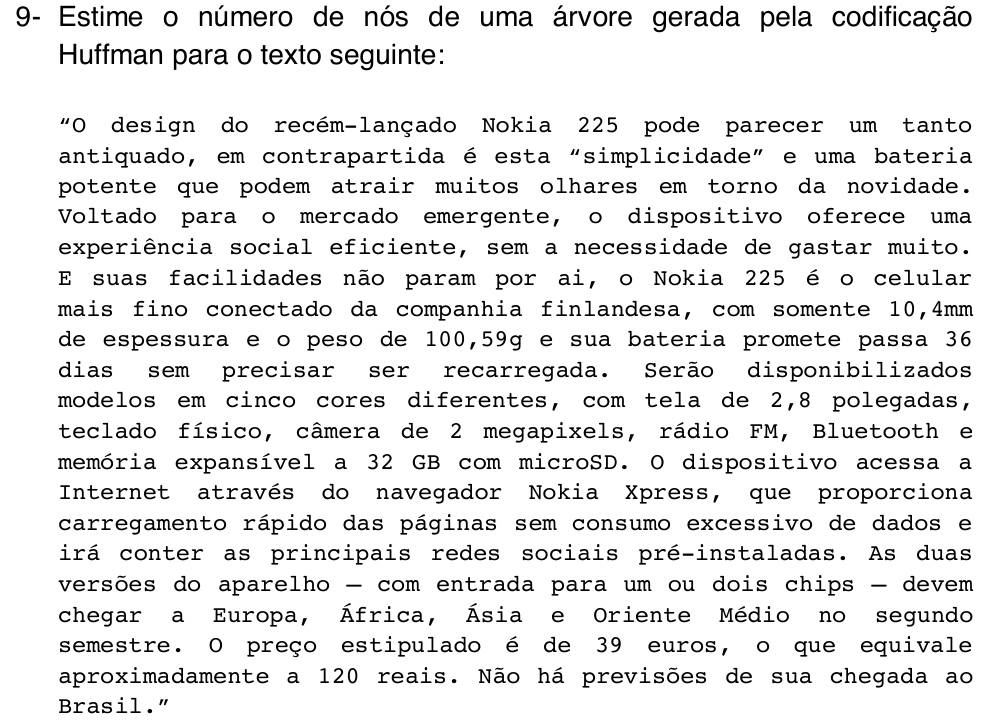 9- Estime o número de nós de uma árvore gerada pela codificação
Huffman para o texto seguinte:
“O design do recém-lançado Nokia 225 pode parecer um tanto
antiquado, em contrapartida é esta “simplicidade” e uma bateria
potente que podem atrair muitos olhares em torno da novidade.
Voltado para o mercado emergente, o dispositivo oferece uma
experiência social eficiente, sem a necessidade de gastar muito.
E suas facilidades não param por ai, o Nokia 225 é o celular
mais fino conectado da companhia finlandesa, com somente 10,4mm
de espessura e o peso de 100,59g e sua bateria promete passa 36
dias sem precisar ser recarregada. Serão disponibilizados
modelos em cinco cores diferentes, com tela de 2,8 polegadas,
teclado físico, câmera de 2 megapixels, rádio FM, Bluetooth e
memória expansível a 32 GB com microSD. O dispositivo acessa a
Internet através do navegador Nokia Xpress, que proporciona
carregamento rápido das páginas sem consumo excessivo de dados e
irá conter as principais redes sociais pré-instaladas. As duas
versões do aparelho – com entrada para um ou dois chips – devem
chegar a Europa, África, Ásia e Oriente Médio no segundo
semestre. O preço estipulado é de 39 euros, o que equivale
aproximadamente a 120 reais. Não há previsões de sua chegada ao
Brasil.”